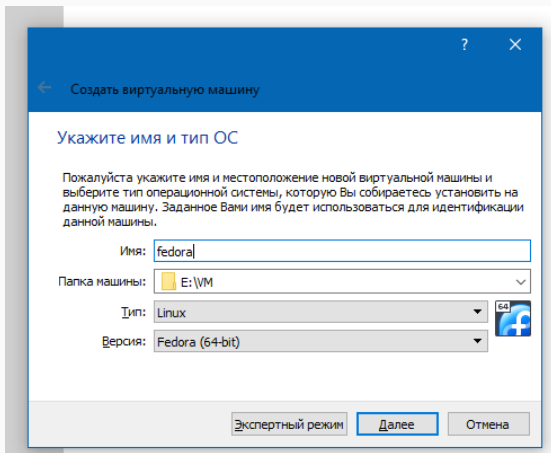 ?
Создать виртуальную машину
Укажите имя и тип ОС
Пожалуйста укажите имя и местоположение новой виртуальной машины и
выберите тип операционной системы, которую Вы собираетесь установить на
данную машину. Заданное Вами имя будет использоваться для идентификации
данной машины.
Имя: fedora
Папка машины: E:\VM
Тип: Linux
64
Версия: Fedora (64-bit)
Экспертный режим Далее Отмена